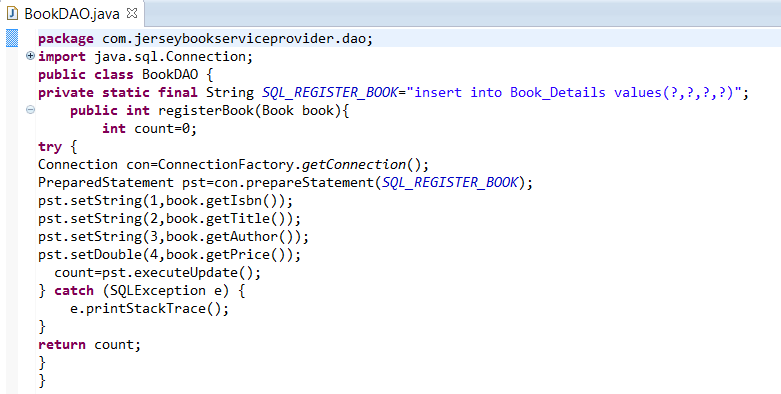 BookDAO.java
package com.jerseybookserviceprovider.dao;
import java.sql.Connection;
public class BookDAO {
private static final String SQL_REGISTER_BOOK="insert into Book_Details values(?,?,?,?)";
    public int registerBook(Book book){
        int count=0;
try {
Connection con=ConnectionFactory.getConnection();
PreparedStatement pst=con.prepareStatement(SQL_REGISTER_BOOK);
pst.setString(1,book.getIsbn());
pst.setString(2,book.getTitle());
pst.setString(3,book.getAuthor());
pst.setDouble(4,book.getPrice());
  count=pst.executeUpdate();
} catch (SQLException e) {
    e.printStackTrace();
}
return count;
}
}